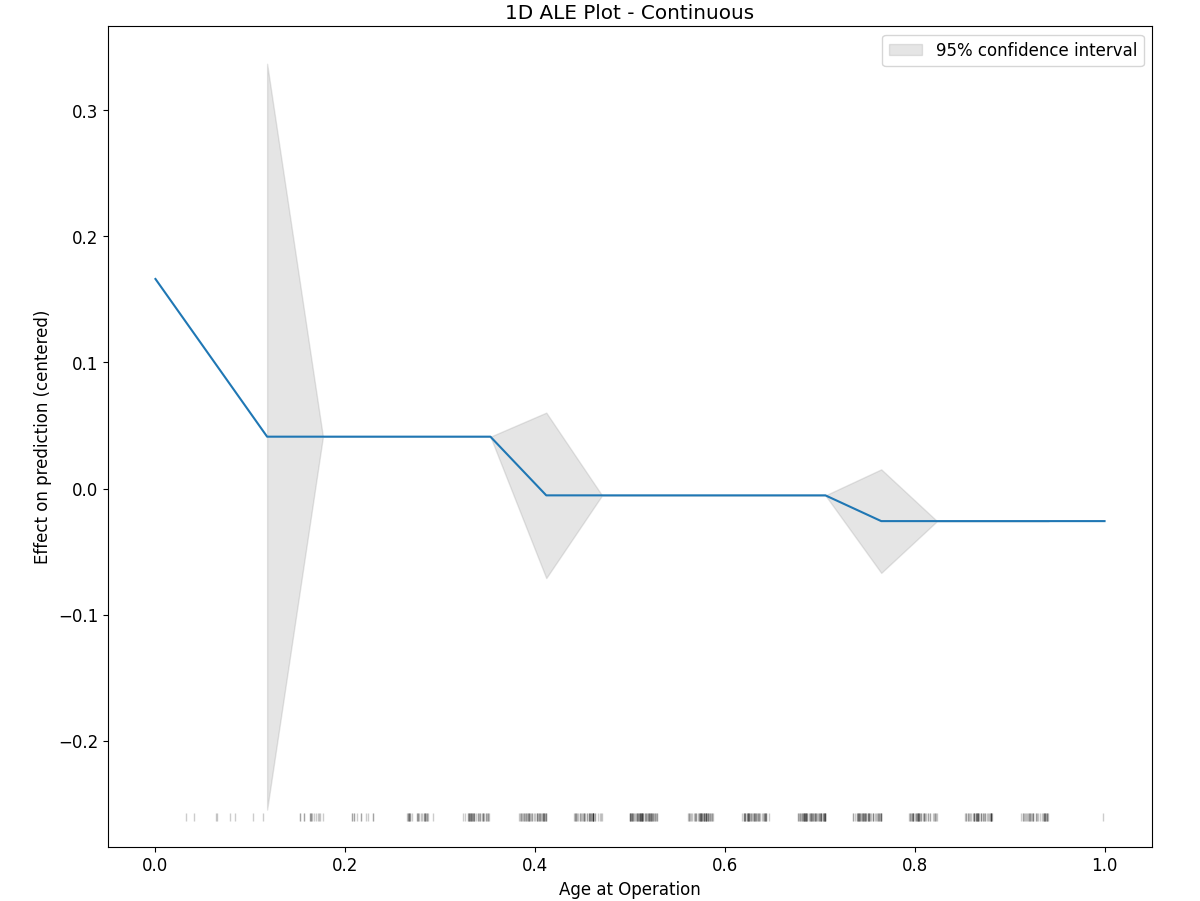 1D ALE Plot - Continuous
95% confidence interval
Effect on prediction (centered)
0.3
0.2
0.1
0.0
−0.1
−0.2
0.0 0.2 0.4 0.6 0.8 1.0
Age at Operation